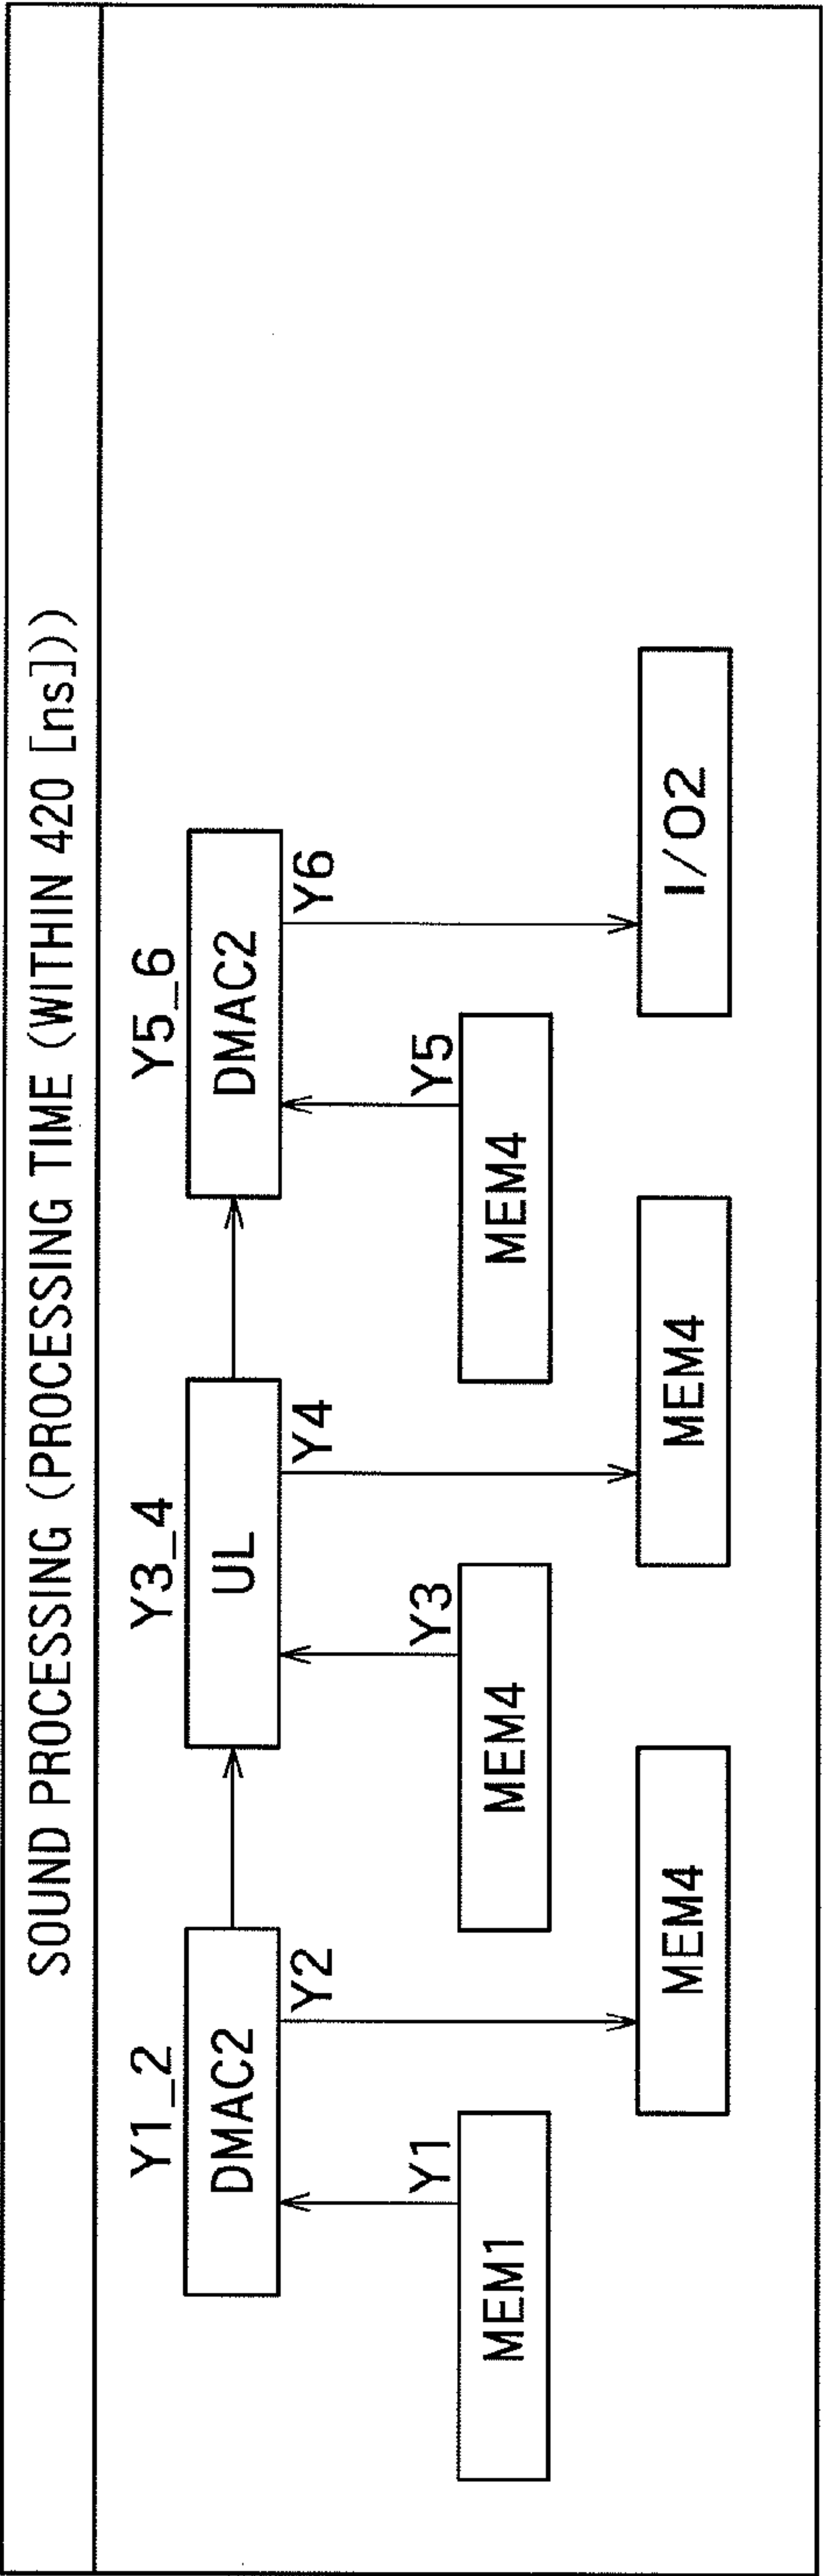 SOUND PROCESSING (PROCESSING TIME (WITHIN 420 [ns]))
Y1_2
Y3_4
Y5_6
DMAC2
UL
DMAC2
Y2
Y4
Y6
Y1
Y3
Y5
MEM1
MEM4
MEM4
MEM4
MEM4
I/O2